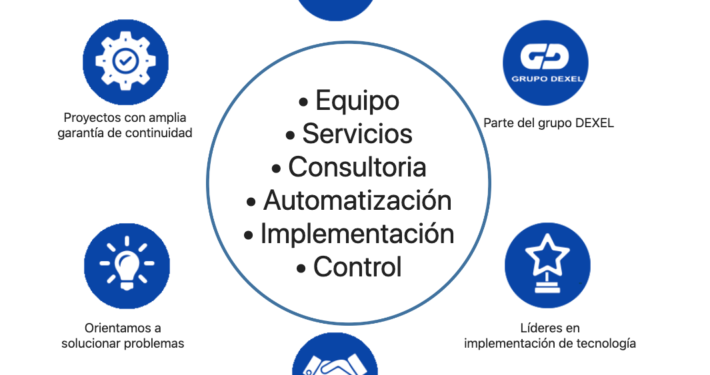 GRUPO DEXEL
Proyectos con amplia
garantía de continuidad
Parte del grupo DEXEL
• Equipo
• Servicios
• Consultoria
• Automatización
• Implementación
• Control
Orientamos a
solucionar problemas
Líderes en
implementación de tecnología